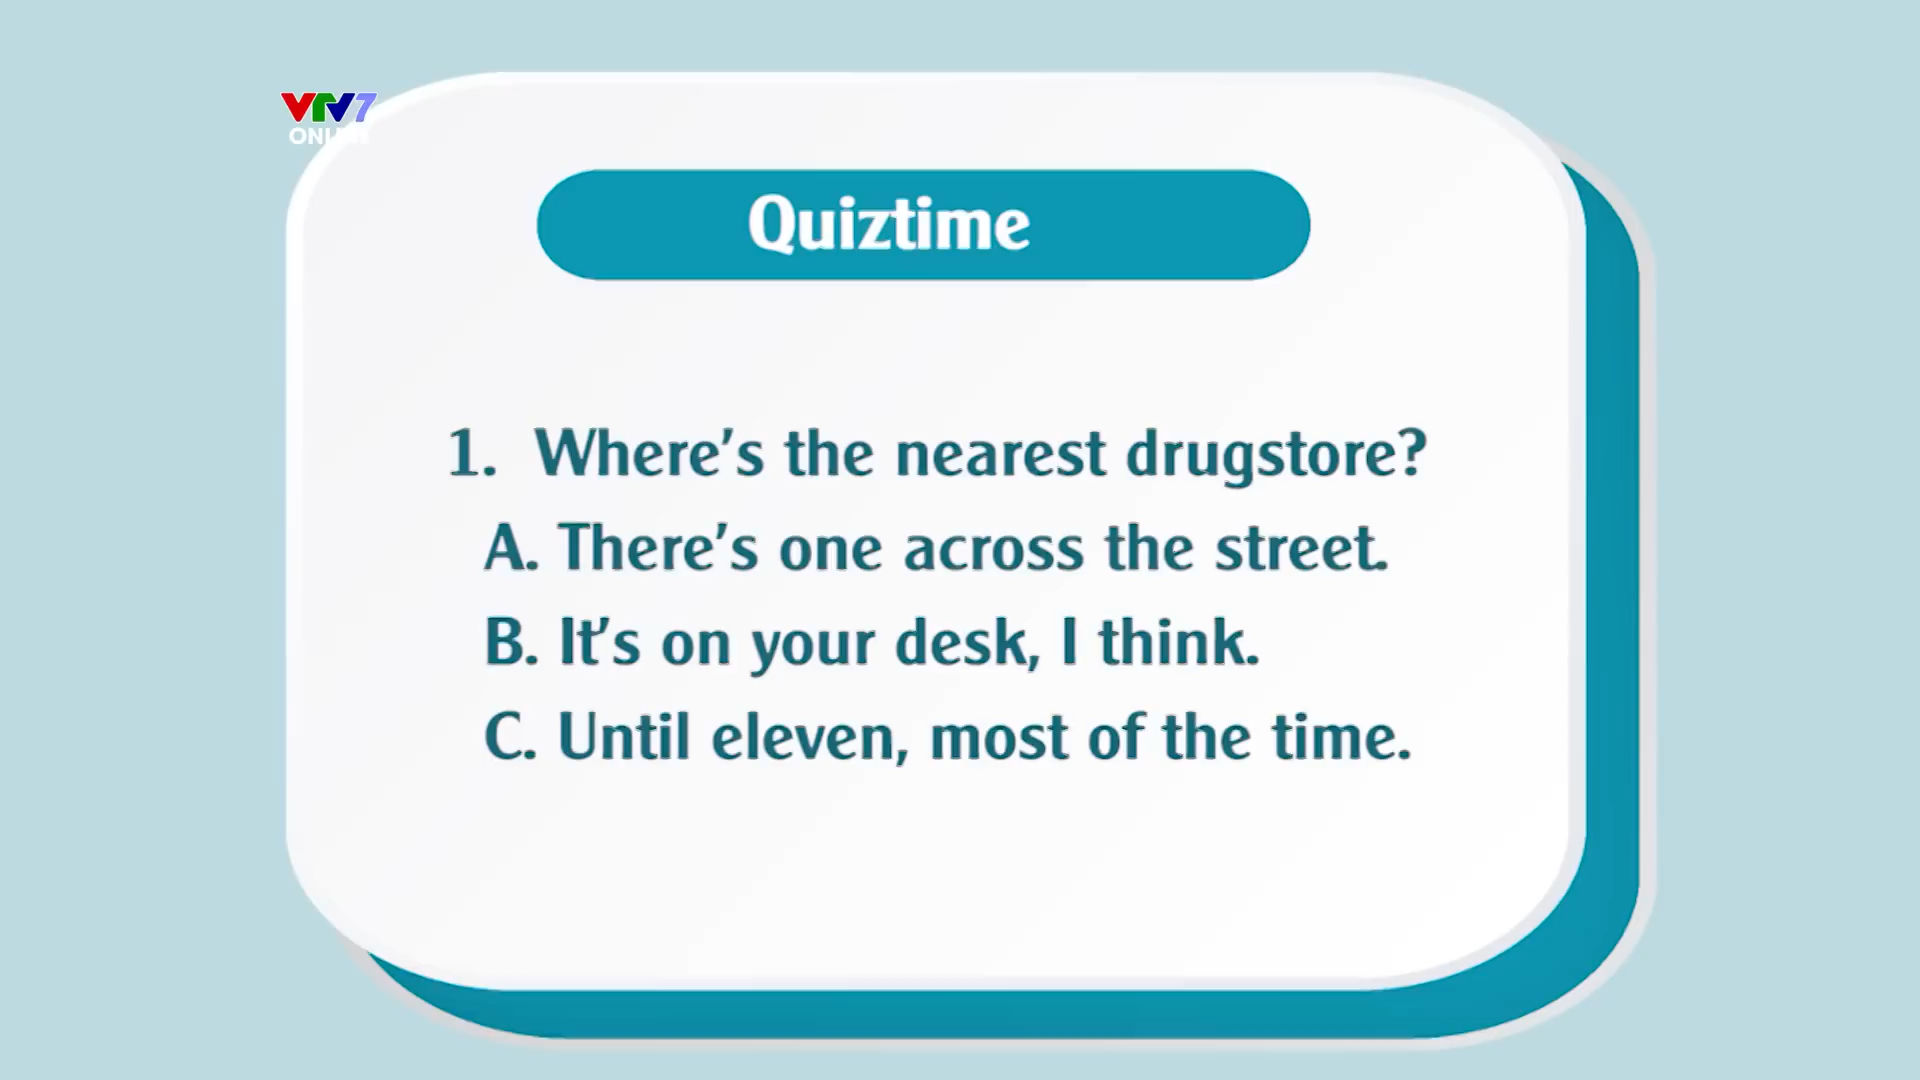 VTV7
ONLINE
Quiztime
1. Where's the nearest drugstore?
A. There's one across the street.
B. It's on your desk, I think.
C. Until eleven, most of the time.